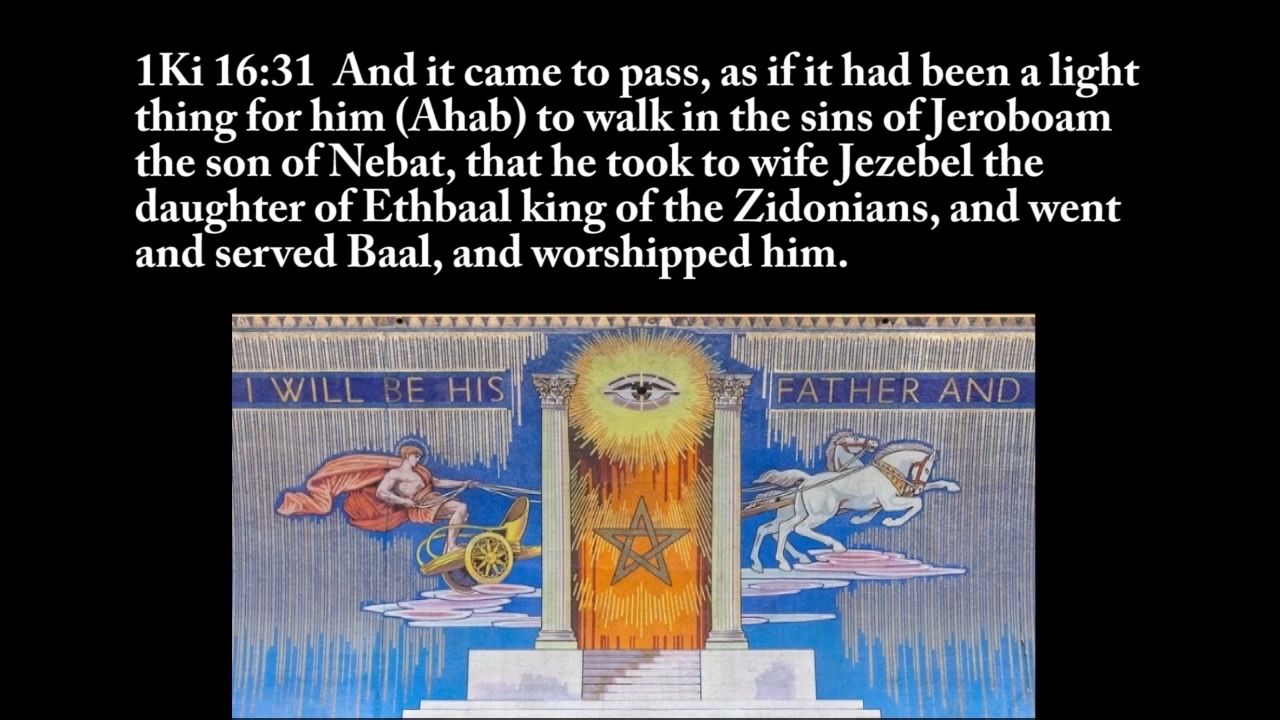 1Ki 16:31 And it came to pass, as if it had been a light
thing for him (Ahab) to walk in the sins of Jeroboam
the son of Nebat, that he took to wife Jezebel the
daughter of Ethbaal king of the Zidonians, and went
and served Baal, and worshipped him.
I WILL BE HIS FATHER AND